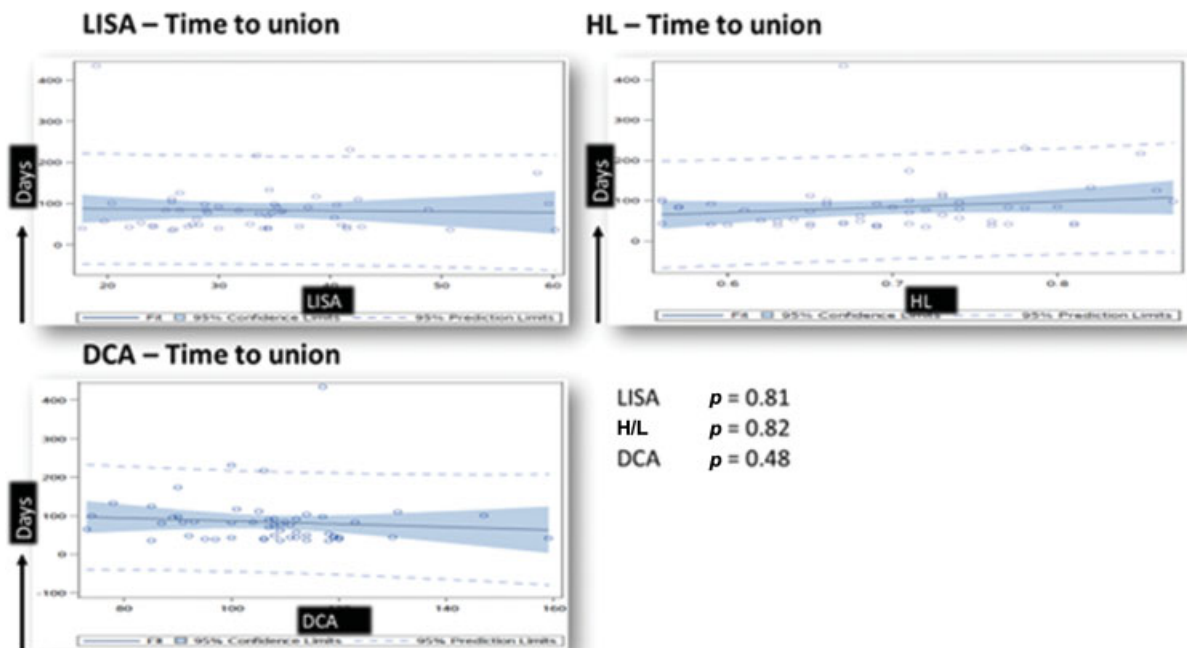 LISA – Time to union
HL – Time to union
400
300
200
100
0
Days
20
30
40
50
60
LISA
Fit 95% Confidence Limits 95% Prediction Limits
400
300
200
100
0
Days
0.6
0.7
0.8
HL
Fit 95% Confidence Limits 95% Prediction Limits
DCA – Time to union
400
300
200
100
0
-100
Days
80
100
120
140
160
DCA
Fit 95% Confidence Limits 95% Prediction Limits
LISA p = 0.81
H/L p = 0.82
DCA p = 0.48